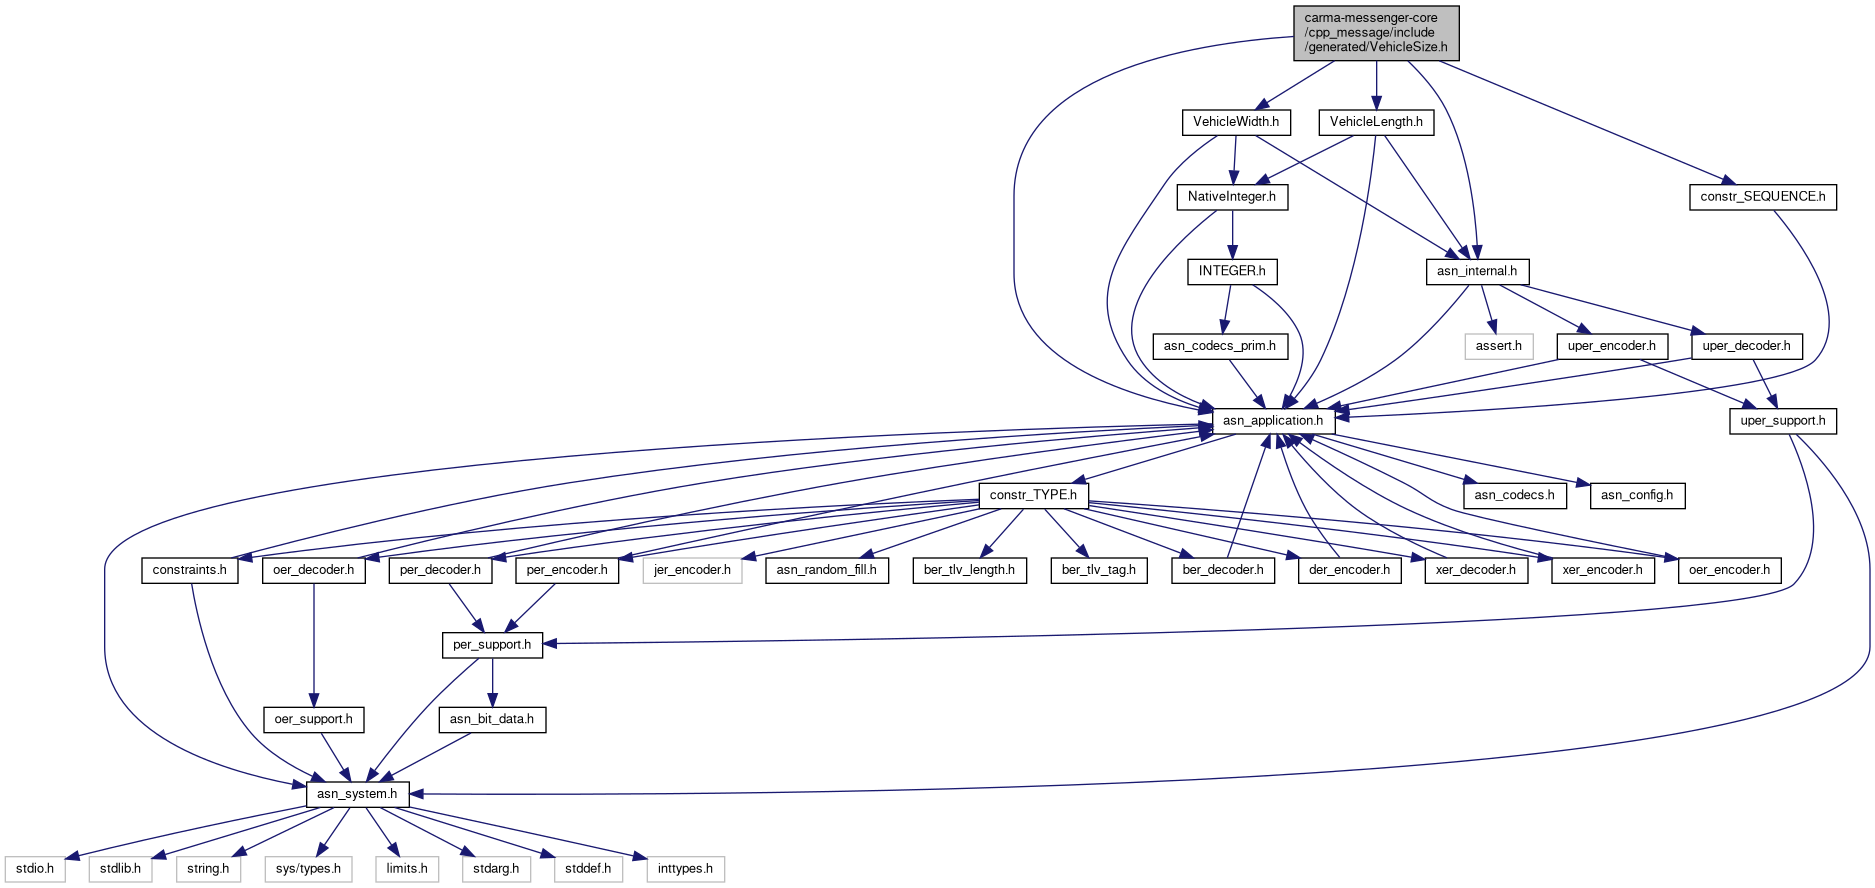 carma-messenger-core
/cpp_message/include
/generated/VehicleSize.h
VehicleWidth.h
VehicleLength.h
NativeInteger.h
constr_SEQUENCE.h
INTEGER.h
asn_internal.h
asn_codecs_prim.h
assert.h
uper_encoder.h
uper_decoder.h
asn_application.h
uper_support.h
constr_TYPE.h
asn_codecs.h
asn_config.h
constraints.h
oer_decoder.h
per_decoder.h
per_encoder.h
jer_encoder.h
asn_random_fill.h
ber_tlv_length.h
ber_tlv_tag.h
ber_decoder.h
der_encoder.h
xer_decoder.h
xer_encoder.h
oer_encoder.h
per_support.h
oer_support.h
asn_bit_data.h
asn_system.h
stdio.h
stdlib.h
string.h
sys/types.h
limits.h
stdarg.h
stddef.h
inttypes.h